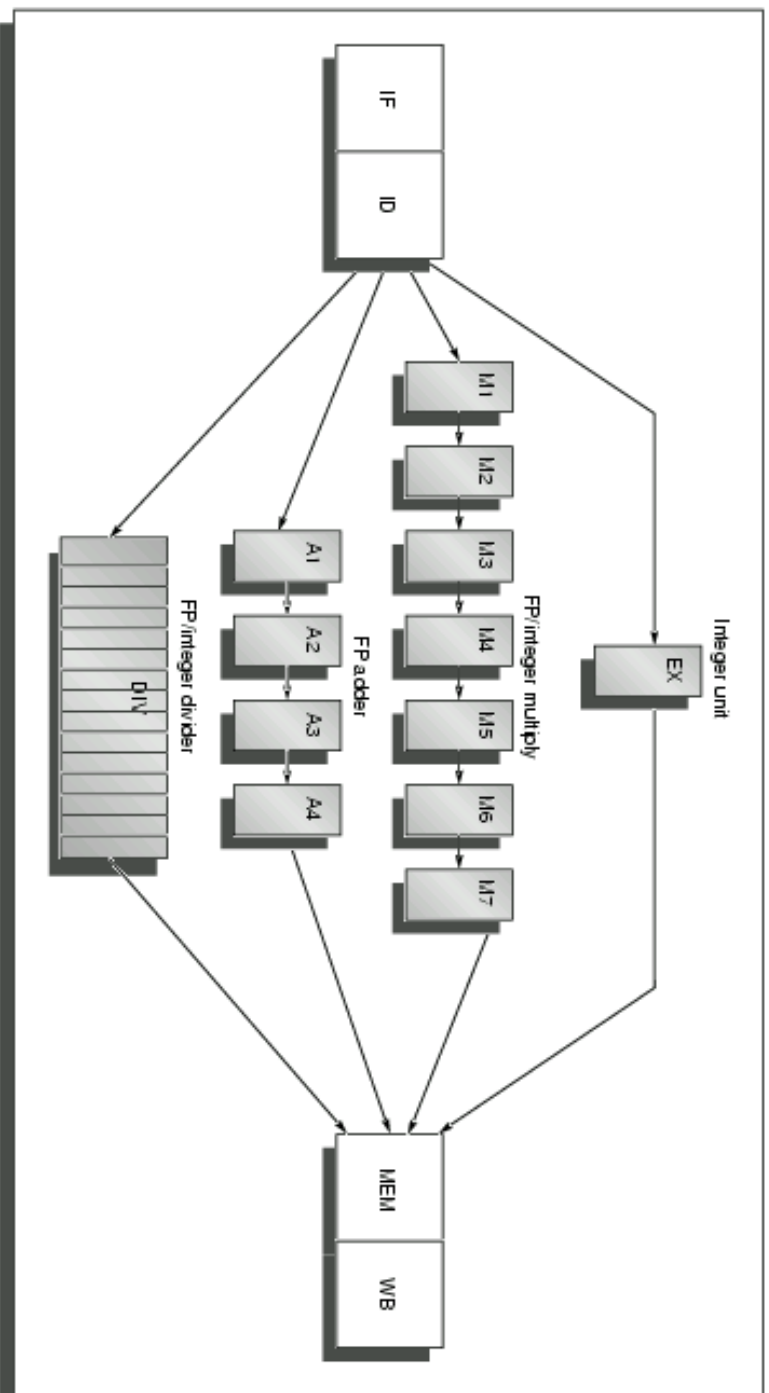 Integer unit
EX
FP/integer multiply
M1
M2
M3
M4
M5
M6
M7
IF
ID
MEM
WB
FP adder
A1
A2
A3
A4
FP/integer divider
DIV